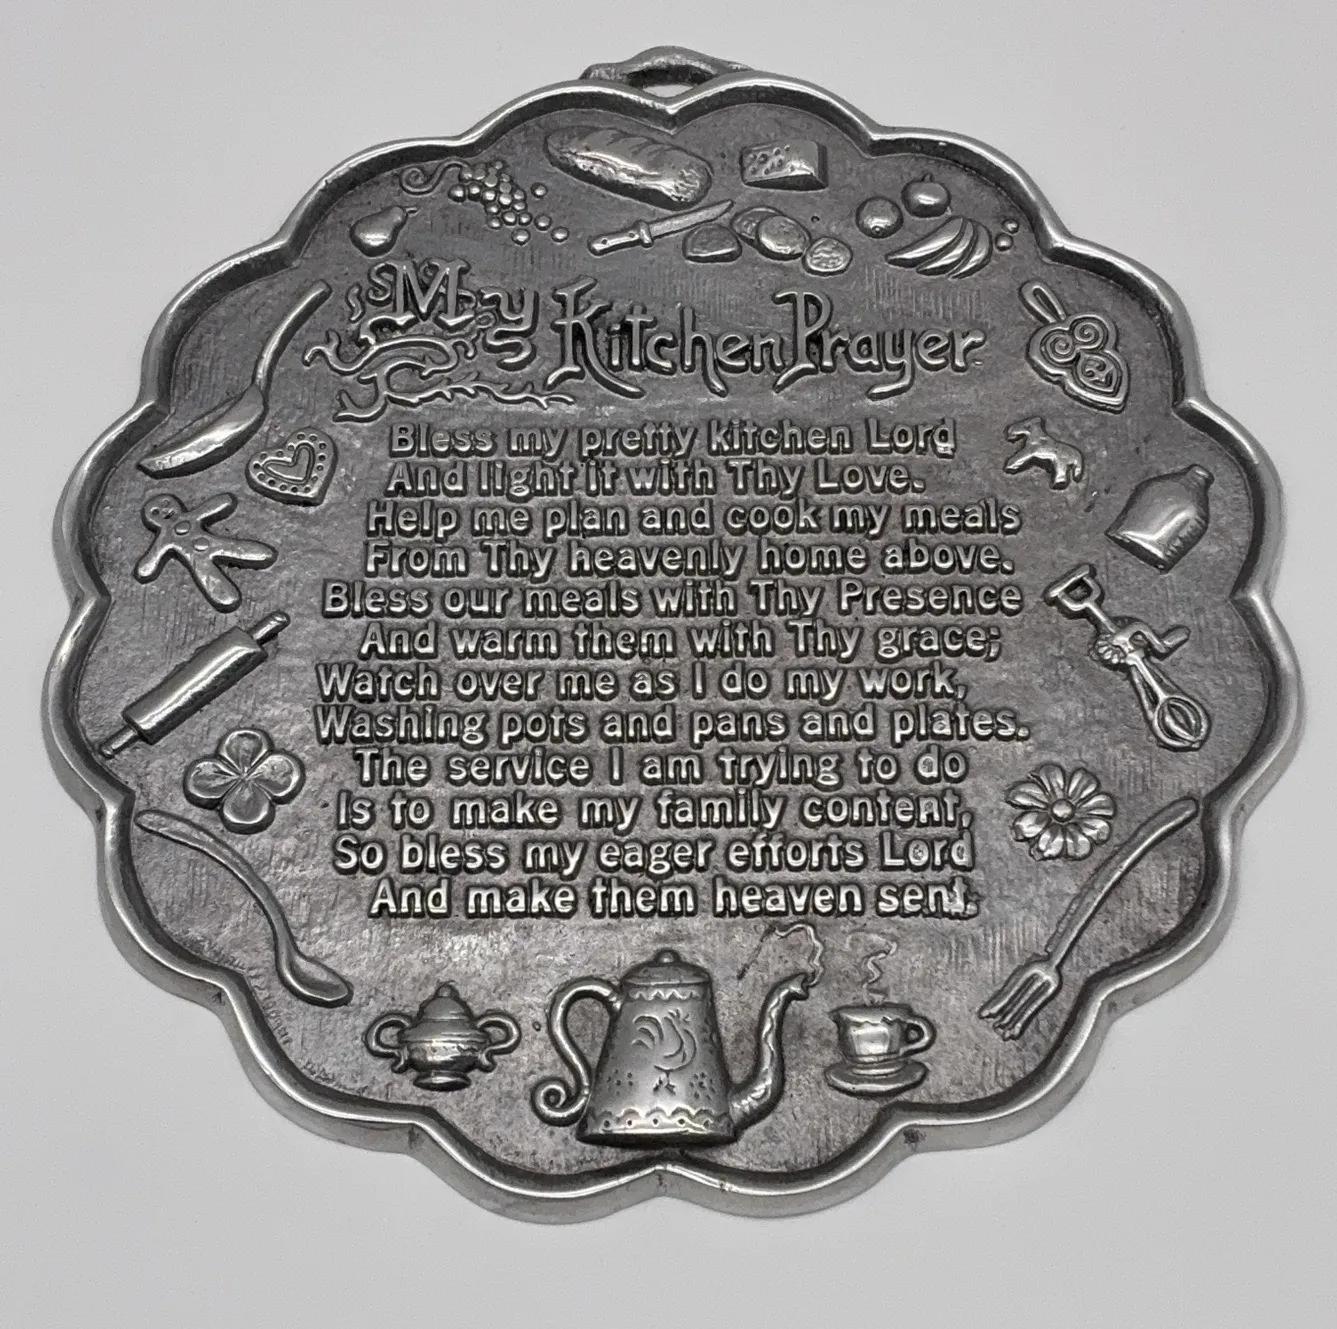 My Kitchen Prayer
Bless my pretty kitchen Lord
And light it with Thy Love.
Help me plan and cook my meals
From Thy heavenly home above.
Bless our meals with Thy Presence
And warm them with Thy grace;
Watch over me as I do my work,
Washing pots and pans and plates.
The service I am trying to do
Is to make my family content,
So bless my eager efforts Lord
And make them heaven sent.